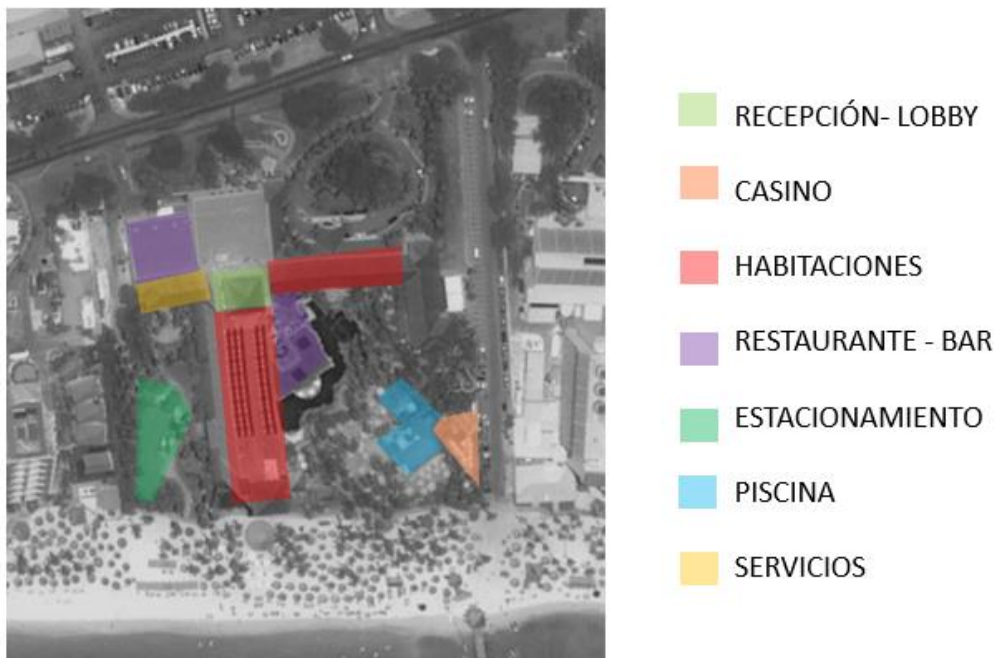 RECEPCIÓN- LOBBY
CASINO
HABITACIONES
RESTAURANTE - BAR
ESTACIONAMIENTO
PISCINA
SERVICIOS